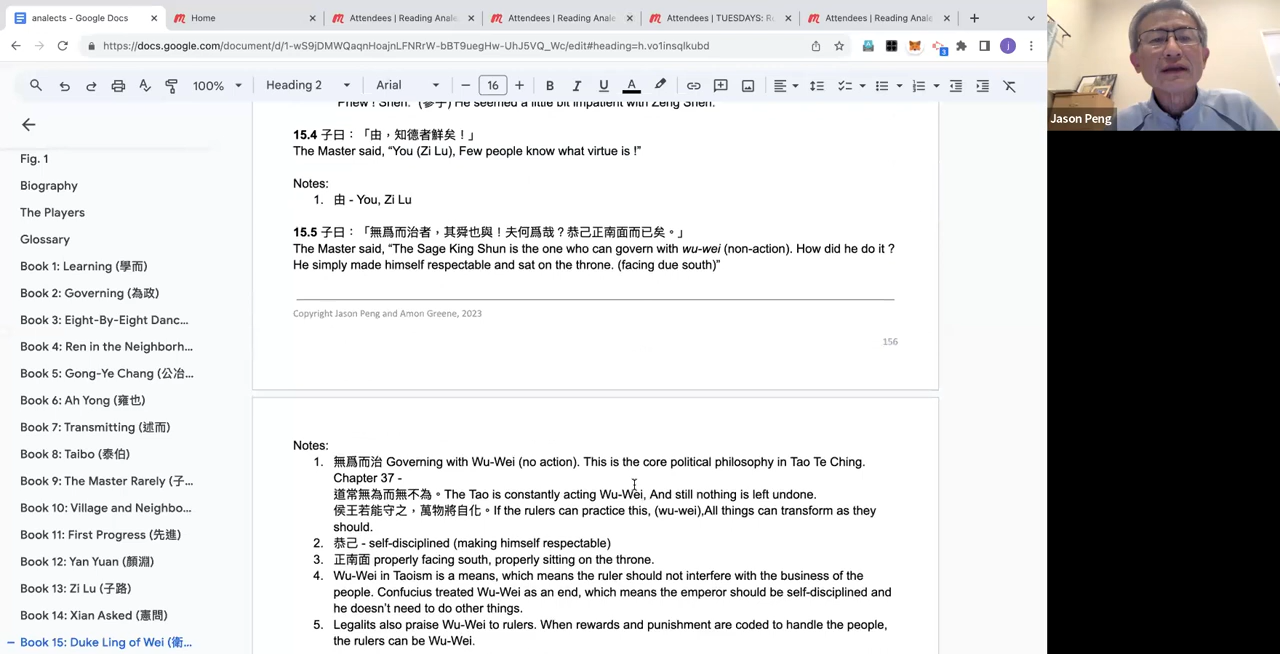 analects - Google Docs
Home
Attendees | Reading Anale
Attendees | Reading Anale
Attendees | TUESDAYS: Ru
Attendees | Reading Anale
https://docs.google.com/document/d/1-wS9jDMWQaqnHoajnLFNRrW-bBT9uegHw-UhJ5VQ_Wc/edit#heading=h.vo1insqlkubd
100%
Heading 2
Arial
16
Jason Peng
Fig. 1
Biography
The Players
Glossary
Book 1: Learning (學而)
Book 2: Governing (為政)
Book 3: Eight-By-Eight Danc...
Book 4: Ren in the Neighborh...
Book 5: Gong-Ye Chang (公冶...
Book 6: Ah Yong (雍也)
Book 7: Transmitting (述而)
Book 8: Taibo (泰伯)
Book 9: The Master Rarely (子...
Book 10: Village and Neighbo...
Book 11: First Progress (先進)
Book 12: Yan Yuan (顏淵)
Book 13: Zi Lu (子路)
Book 14: Xian Asked (憲問)
Book 15: Duke Ling of Wei (衛...
He seemed a little bit impatient with Zeng Shen.
15.4 子曰：「由，知德者鮮矣！」
The Master said, “You (Zi Lu), Few people know what virtue is !”
Notes:
1. 由 - You, Zi Lu
15.5 子曰：「無爲而治者，其舜也與！夫何爲哉？恭己正南面而已矣。」
The Master said, “The Sage King Shun is the one who can govern with wu-wei (non-action). How did he do it ?
He simply made himself respectable and sat on the throne. (facing due south)”
Copyright Jason Peng and Amon Greene, 2023
156
Notes:
1. 無爲而治 Governing with Wu-Wei (no action). This is the core political philosophy in Tao Te Ching.
Chapter 37 -
道常無為而無不為。The Tao is constantly acting Wu-Wei, And still nothing is left undone.
侯王若能守之，萬物將自化。If the rulers can practice this, (wu-wei),All things can transform as they
should.
2. 恭己 - self-disciplined (making himself respectable)
3. 正南面 properly facing south, properly sitting on the throne.
4. Wu-Wei in Taoism is a means, which means the ruler should not interfere with the business of the
people. Confucius treated Wu-Wei as an end, which means the emperor should be self-disciplined and
he doesn't need to do other things.
5. Legalits also praise Wu-Wei to rulers. When rewards and punishment are coded to handle the people,
the rulers can be Wu-Wei.